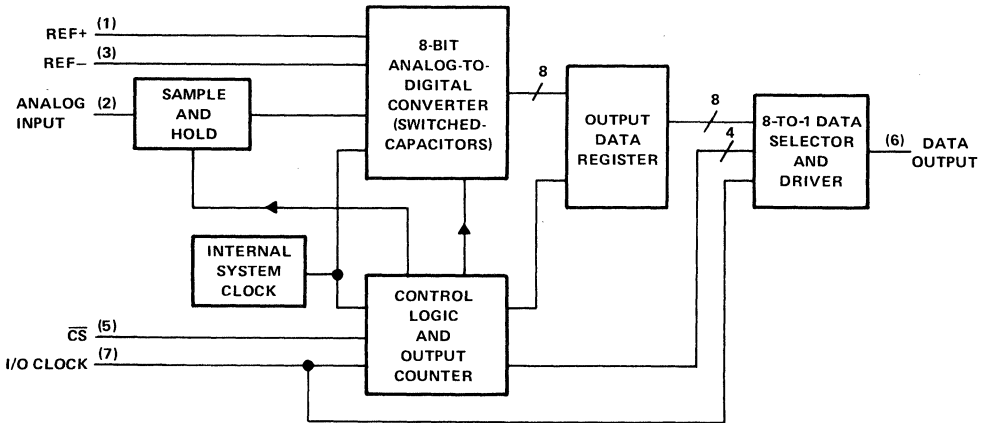 REF+ (1)
REF− (3)
ANALOG
INPUT
(2)
SAMPLE
AND
HOLD
8-BIT
ANALOG-TO-
DIGITAL
CONVERTER
(SWITCHED-
CAPACITORS)
8
OUTPUT
DATA
REGISTER
8
4
8-TO-1 DATA
SELECTOR
AND
DRIVER
(6)
DATA
OUTPUT
INTERNAL
SYSTEM
CLOCK
CONTROL
LOGIC
AND
OUTPUT
COUNTER
C̅S̅ (5)
I/O CLOCK (7)